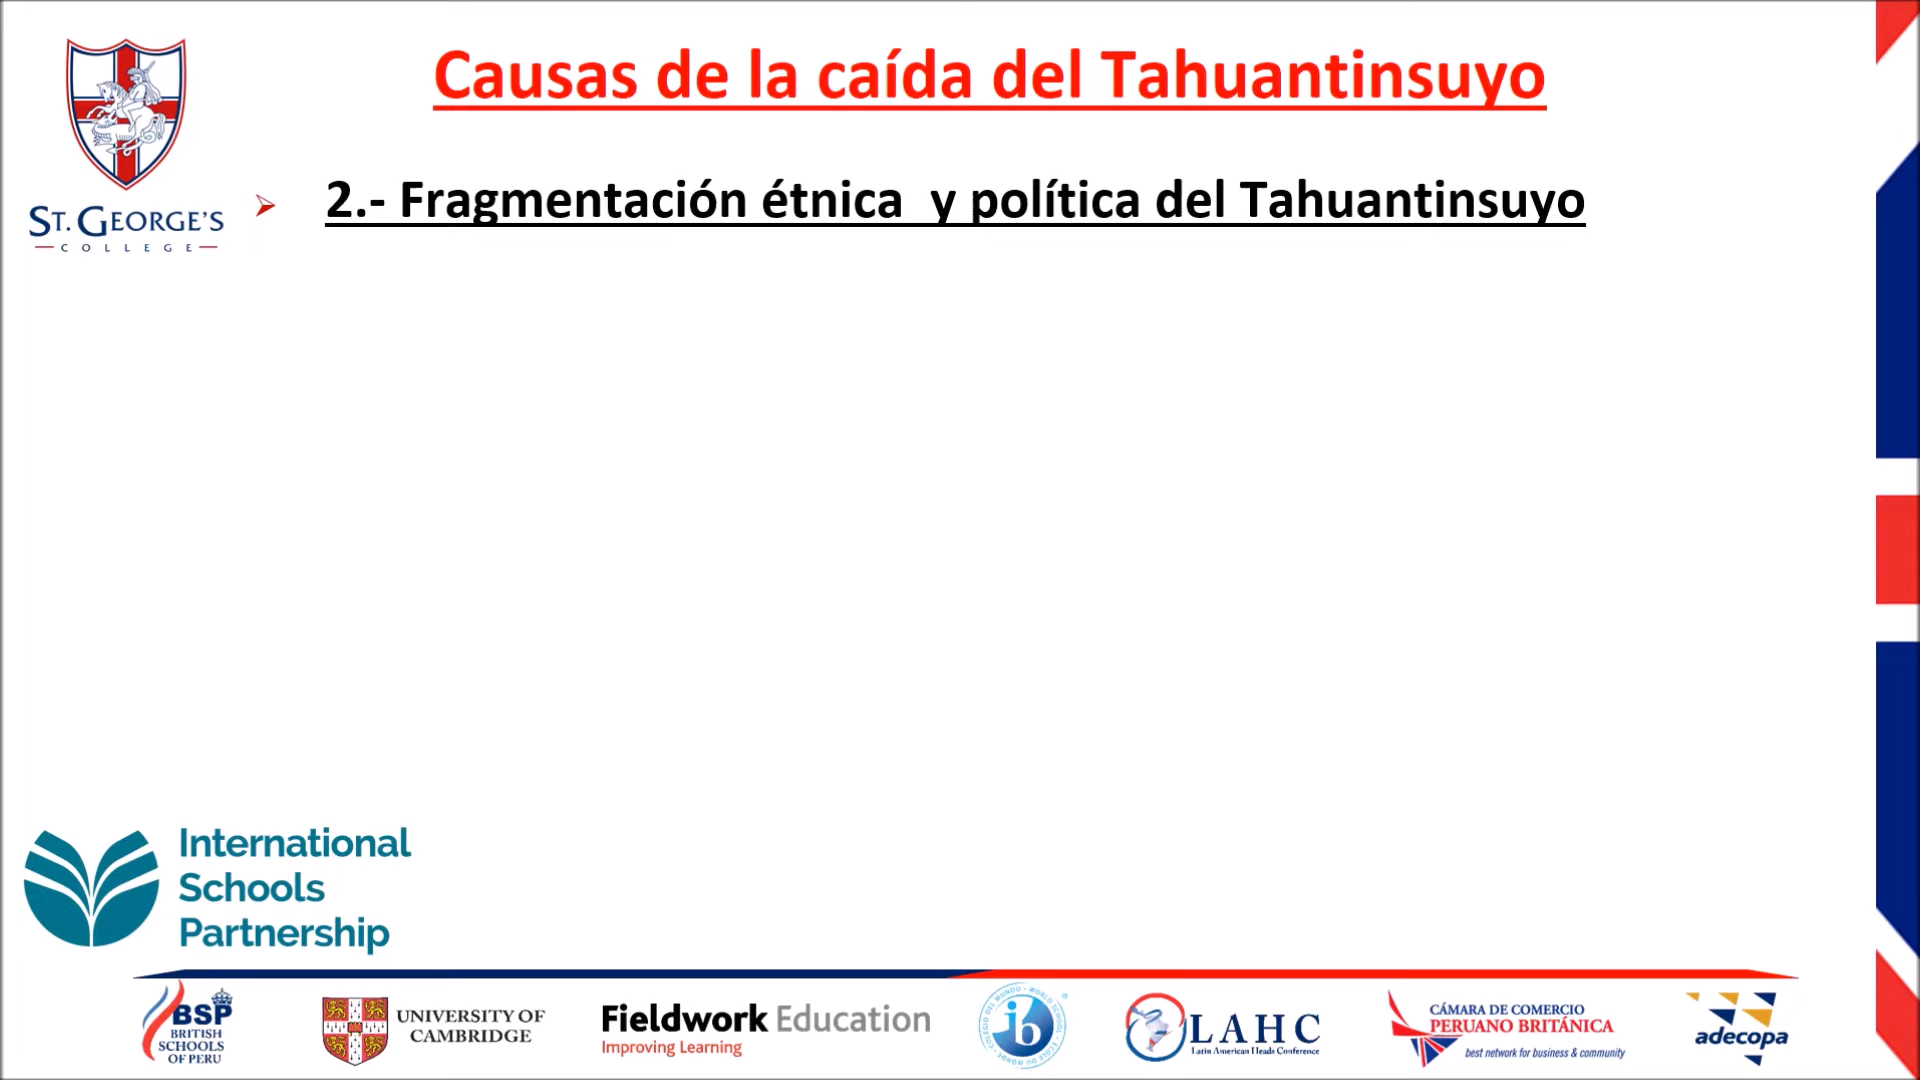 Causas de la caída del Tahuantinsuyo
2.- Fragmentación étnica  y política del Tahuantinsuyo
ST. GEORGE'S
COLLEGE
International
Schools
Partnership
BSP
BRITISH
SCHOOLS
OF PERU
UNIVERSITY OF
CAMBRIDGE
Fieldwork Education
Improving Learning
ib
LAHC
Latin American Heads Conference
CÁMARA DE COMERCIO
PERUANO BRITÁNICA
best network for business & community
adecopa